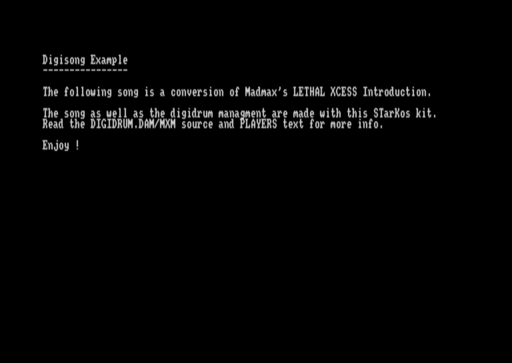 Digisong Example
----------------
The following song is a conversion of Madmax's LETHAL XCESS Introduction.
The song as well as the digidrum managment are made with this STarKos kit.
Read the DIGIDRUM.DAM/MXM source and PLAYERS text for more info.
Enjoy !